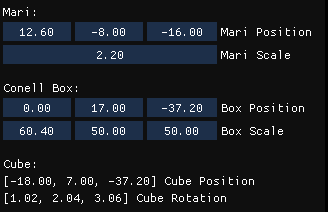 Mari:
12.60 -8.00 -16.00 Mari Position
2.20 Mari Scale
Conell Box:
0.00 17.00 -37.20 Box Position
60.40 50.00 50.00 Box Scale
Cube:
[-18.00, 7.00, -37.20] Cube Position
[1.02, 2.04, 3.06] Cube Rotation